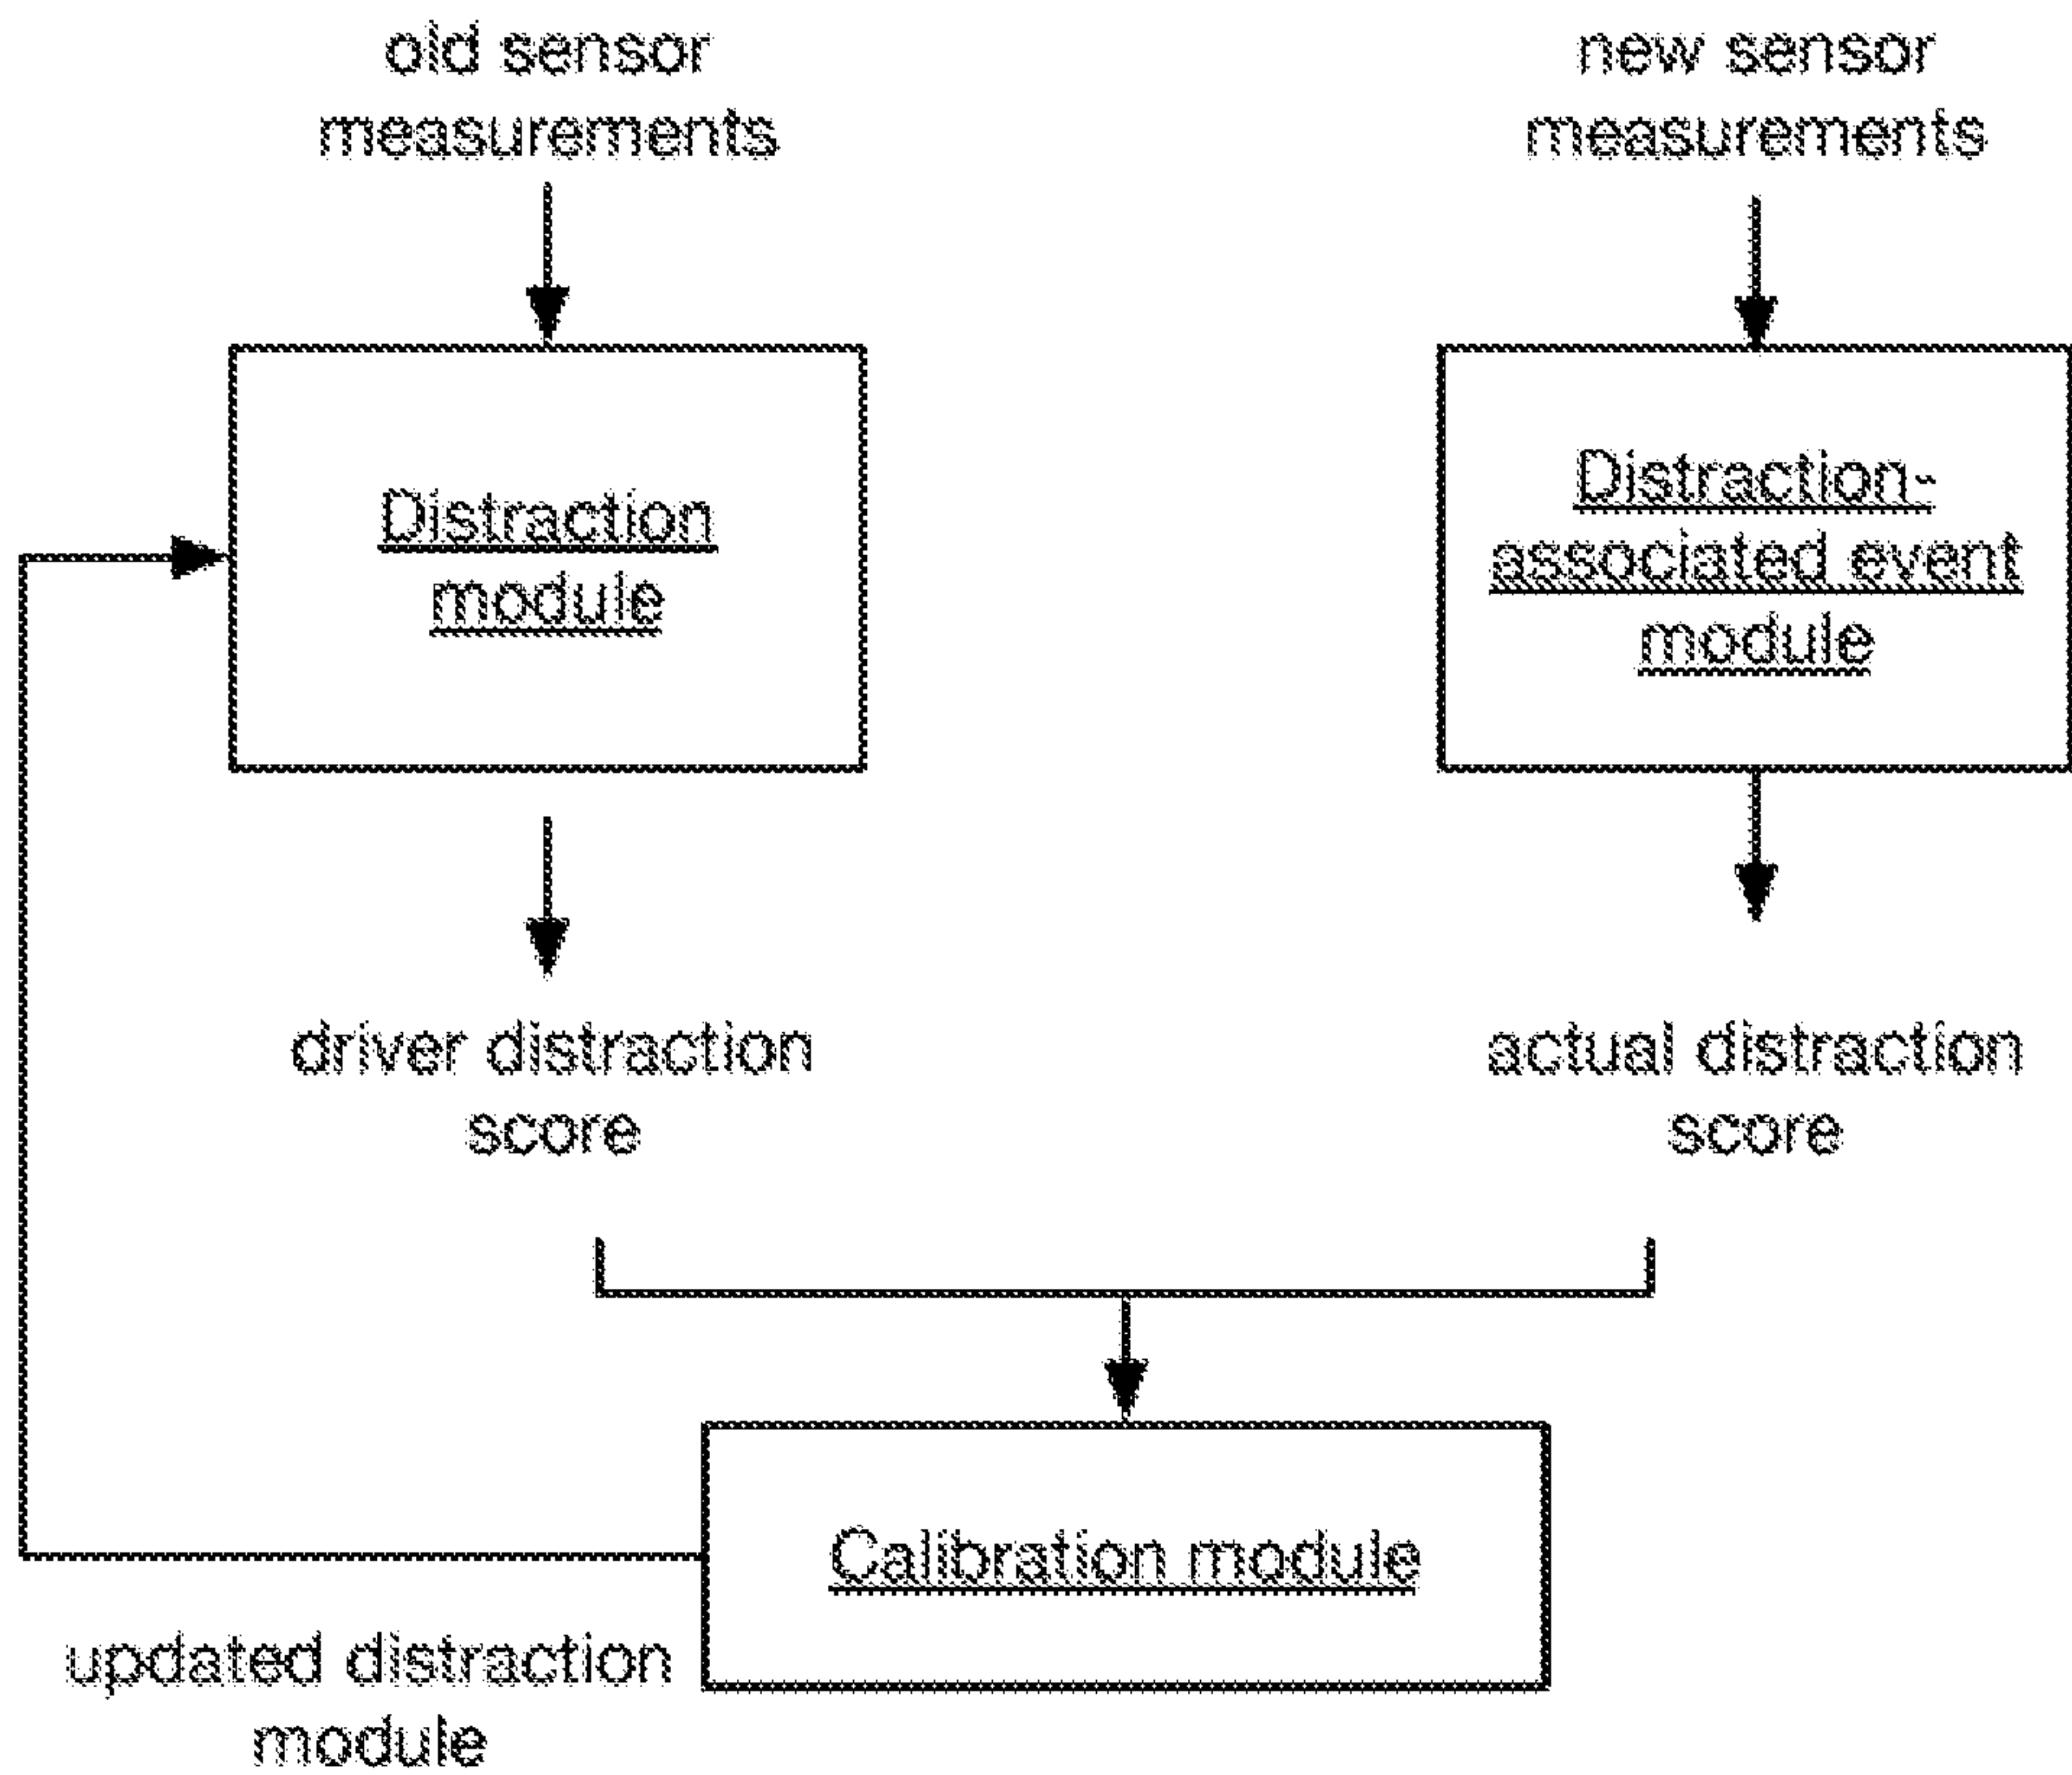 old sensor
measurements
new sensor
measurements
Distraction
module
Distraction-
associated event
module
driver distraction
score
actual distraction
score
Calibration module
updated distraction
module